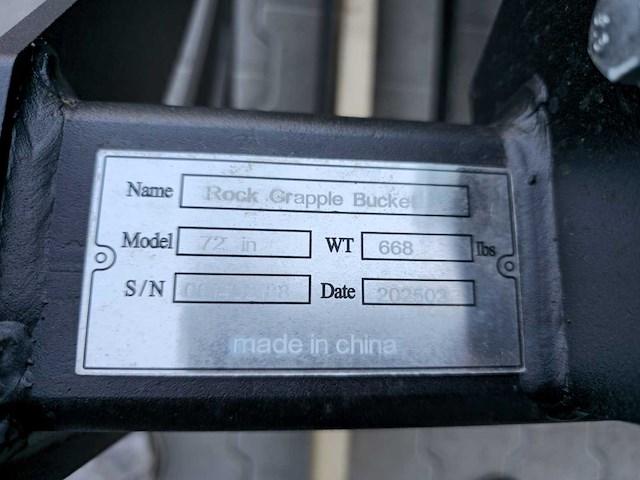 Name Rock Grapple Bucket
Model 72 in WT 668 lbs
S/N Date 202503
made in china